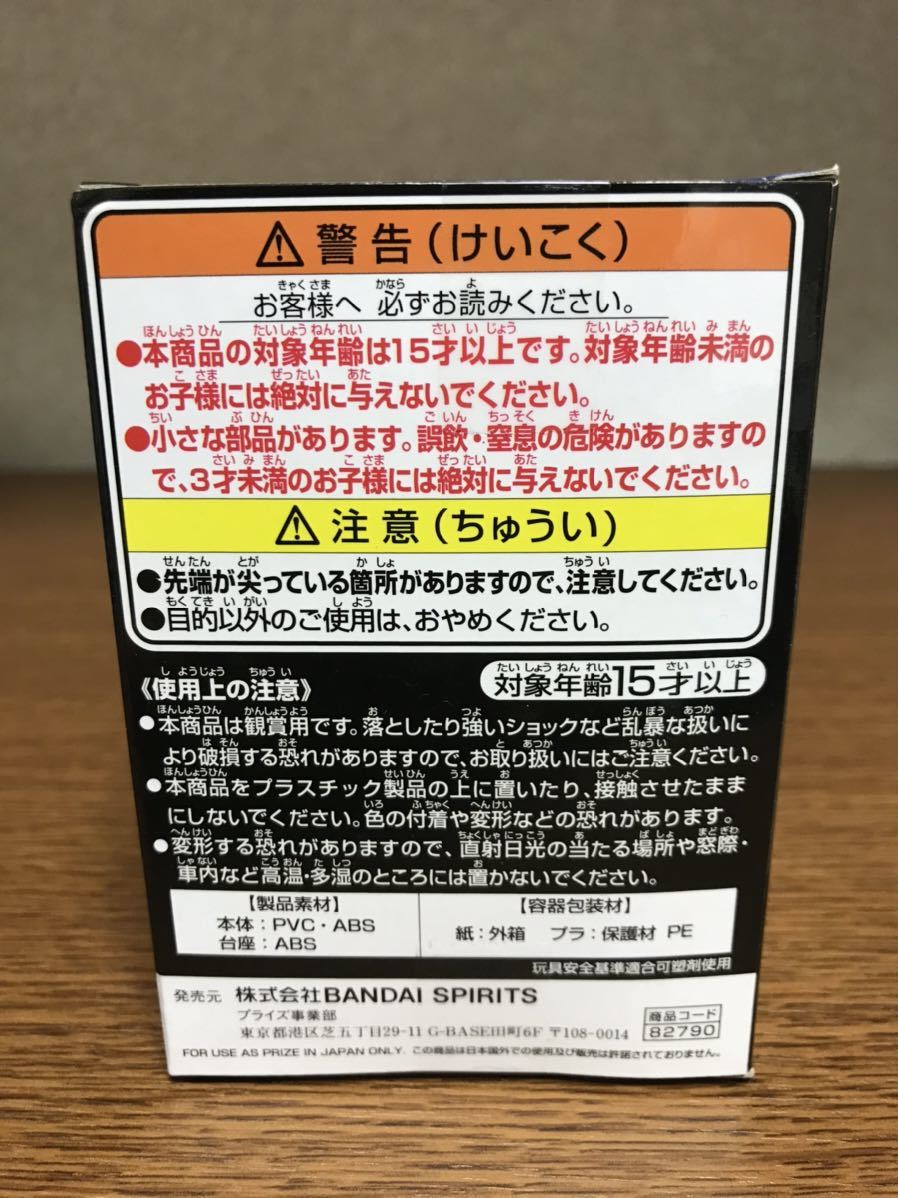 ⚠警告(けいこく)
お客様へ 必ずお読みください。
●本商品の対象年齢は15才以上です。対象年齢未満の
お子様には絶対に与えないでください。
●小さな部品があります。誤飲・窒息の危険がありますの
で、3才未満のお子様には絶対に与えないでください。
⚠注意(ちゅうい)
●先端が尖っている箇所がありますので、注意してください。
●目的以外のご使用は、おやめください。
《使用上の注意》 対象年齢15才以上
●本商品は観賞用です。落としたり強いショックなど乱暴な扱いに
より破損する恐れがありますので、お取り扱いにはご注意ください。
●本商品をプラスチック製品の上に置いたり、接触させたまま
にしないでください。色の付着や変形などの恐れがあります。
●変形する恐れがありますので、直射日光の当たる場所や窓際・
車内など高温・多湿のところには置かないでください。
【製品素材】
本体:PVC・ABS
台座:ABS
【容器包装材】
紙:外箱 プラ:保護材 PE
玩具安全基準適合可塑剤使用
発売元 株式会社BANDAI SPIRITS
プライズ事業部
東京都港区芝五丁目29-11 G-BASE田町6F 〒108-0014
商品コード
82790
FOR USE AS PRIZE IN JAPAN ONLY. この商品は日本国外での使用及び販売は許諾されておりません。